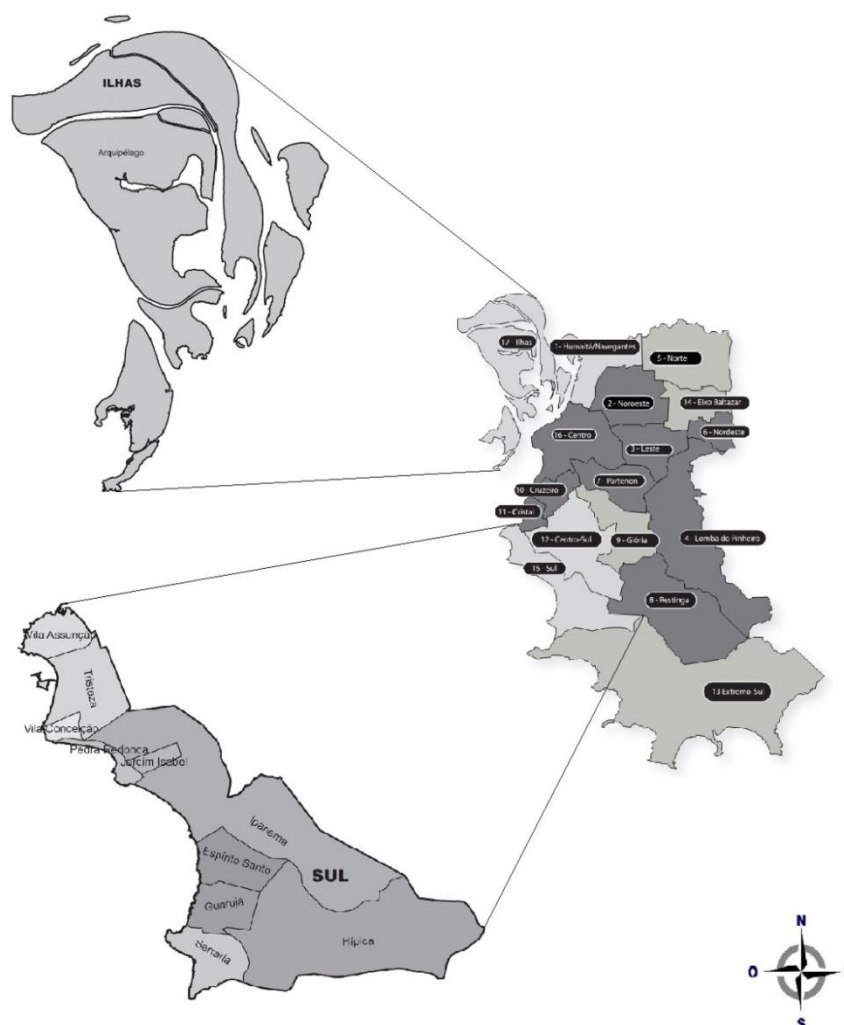 ILHAS
Arquipélago
17 - Ilhas
1- Humaitá/Navegantes
5 - Norte
2 - Noroeste
14 - Eixo Baltazar
6 - Nordeste
16 - Centro
3 - Leste
7 - Partenon
10 - Cruzeiro
11 - Cristal
12 - Centro-Sul
9 - Glória
4 - Lomba do Pinheiro
15 - Sul
8 - Restinga
13 Extremo-Sul
Vila Assunção
Tristeza
Vila Conceição
Pedra Redonda
Jardim Isabel
Ipanema
Espírito Santo
SUL
Guarujá
Hípica
Serraria
N
O
S